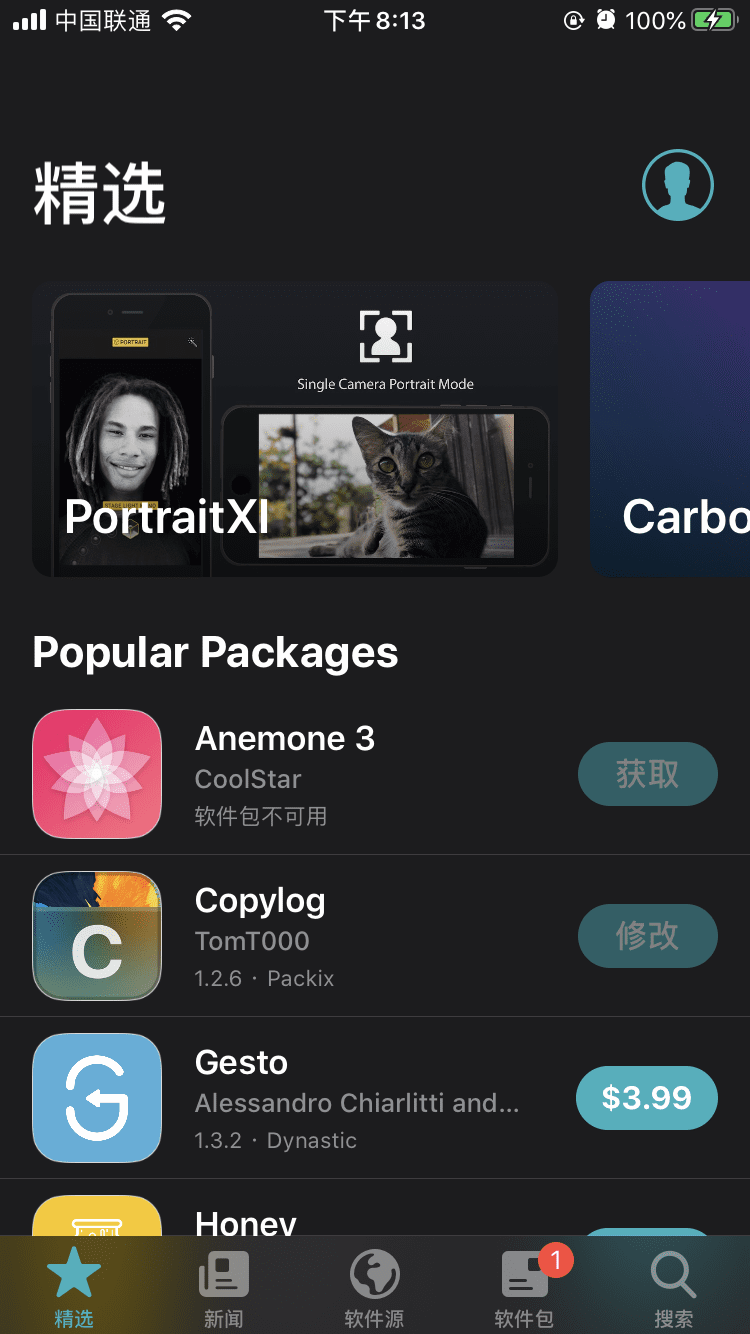 中国联通
下午8:13
100%
精选
PORTRAIT
Single Camera Portrait Mode
PortraitXI
Carbo
Popular Packages
Anemone 3
CoolStar
软件包不可用
获取
Copylog
TomT000
1.2.6 · Packix
修改
Gesto
Alessandro Chiarlitti and...
1.3.2 · Dynastic
$3.99
Honey
精选
新闻
软件源
1
软件包
搜索